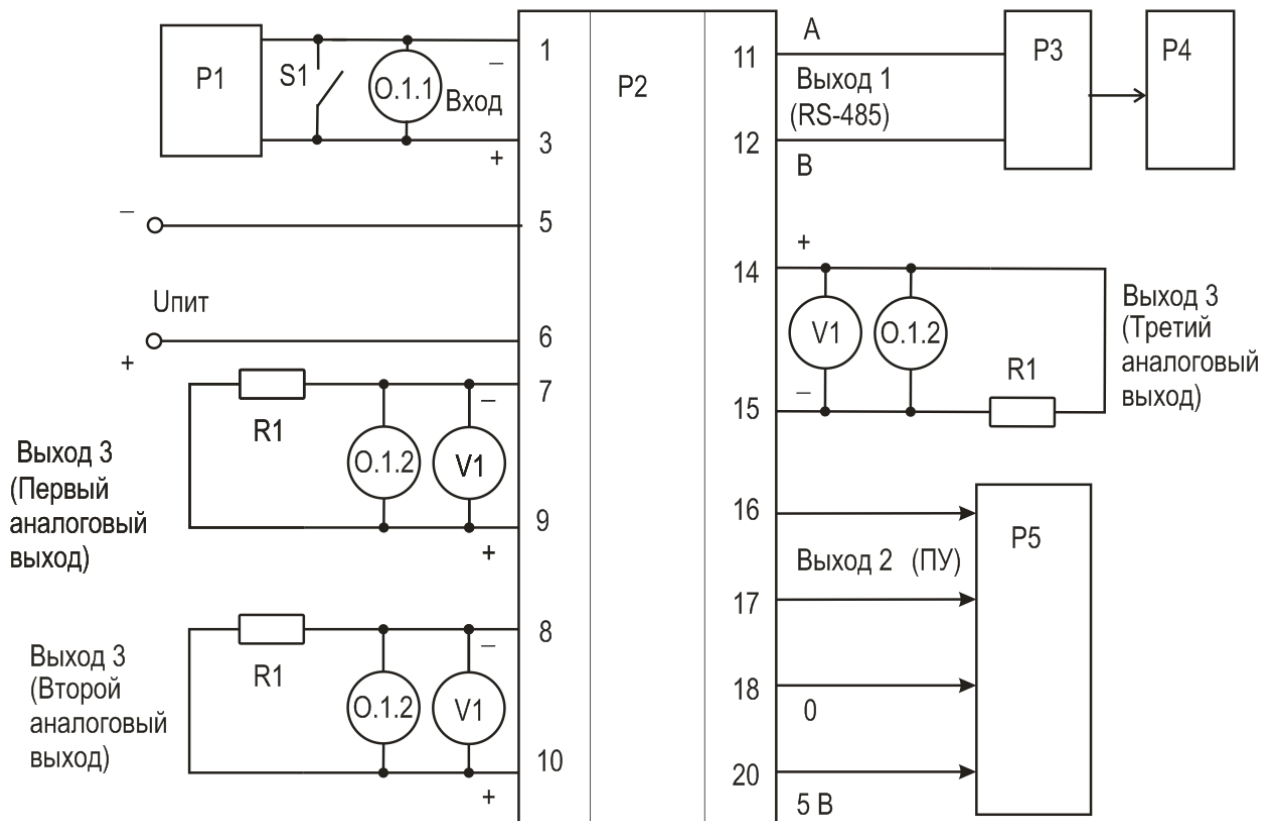 P1
S1
О.1.1
–
Вход
+
1
3
–
5
Uпит
+
6
R1
О.1.2
V1
–
+
7
9
Выход 3
(Первый
аналоговый
выход)
R1
О.1.2
V1
–
+
8
10
Выход 3
(Второй
аналоговый
выход)
P2
11
12
A
Выход 1
(RS-485)
B
P3
P4
14
15
+
–
V1
О.1.2
R1
Выход 3
(Третий
аналоговый
выход)
16
Выход 2 (ПУ)
17
18
0
20
5 В
P5